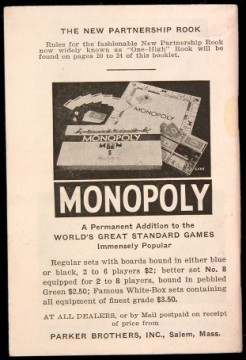 THE NEW PARTNERSHIP ROOK
Rules for the fashionable New Partnership Rook
now widely known as "One-High" Rook will be
found on pages 20 to 24 of this booklet.
MONOPOLY
MONOPOLY
A Permanent Addition to the
WORLD'S GREAT STANDARD GAMES
Immensely Popular
Regular sets with boards bound in either blue
or black, 2 to 6 players $2; better set No. 8
equipped for 2 to 8 players, bound in pebbled
Green $2.50; Famous White-Box sets containing
all equipment of finest grade $3.50.
AT ALL DEALERS, or by Mail postpaid on receipt
of price from
PARKER BROTHERS, INC., Salem, Mass.